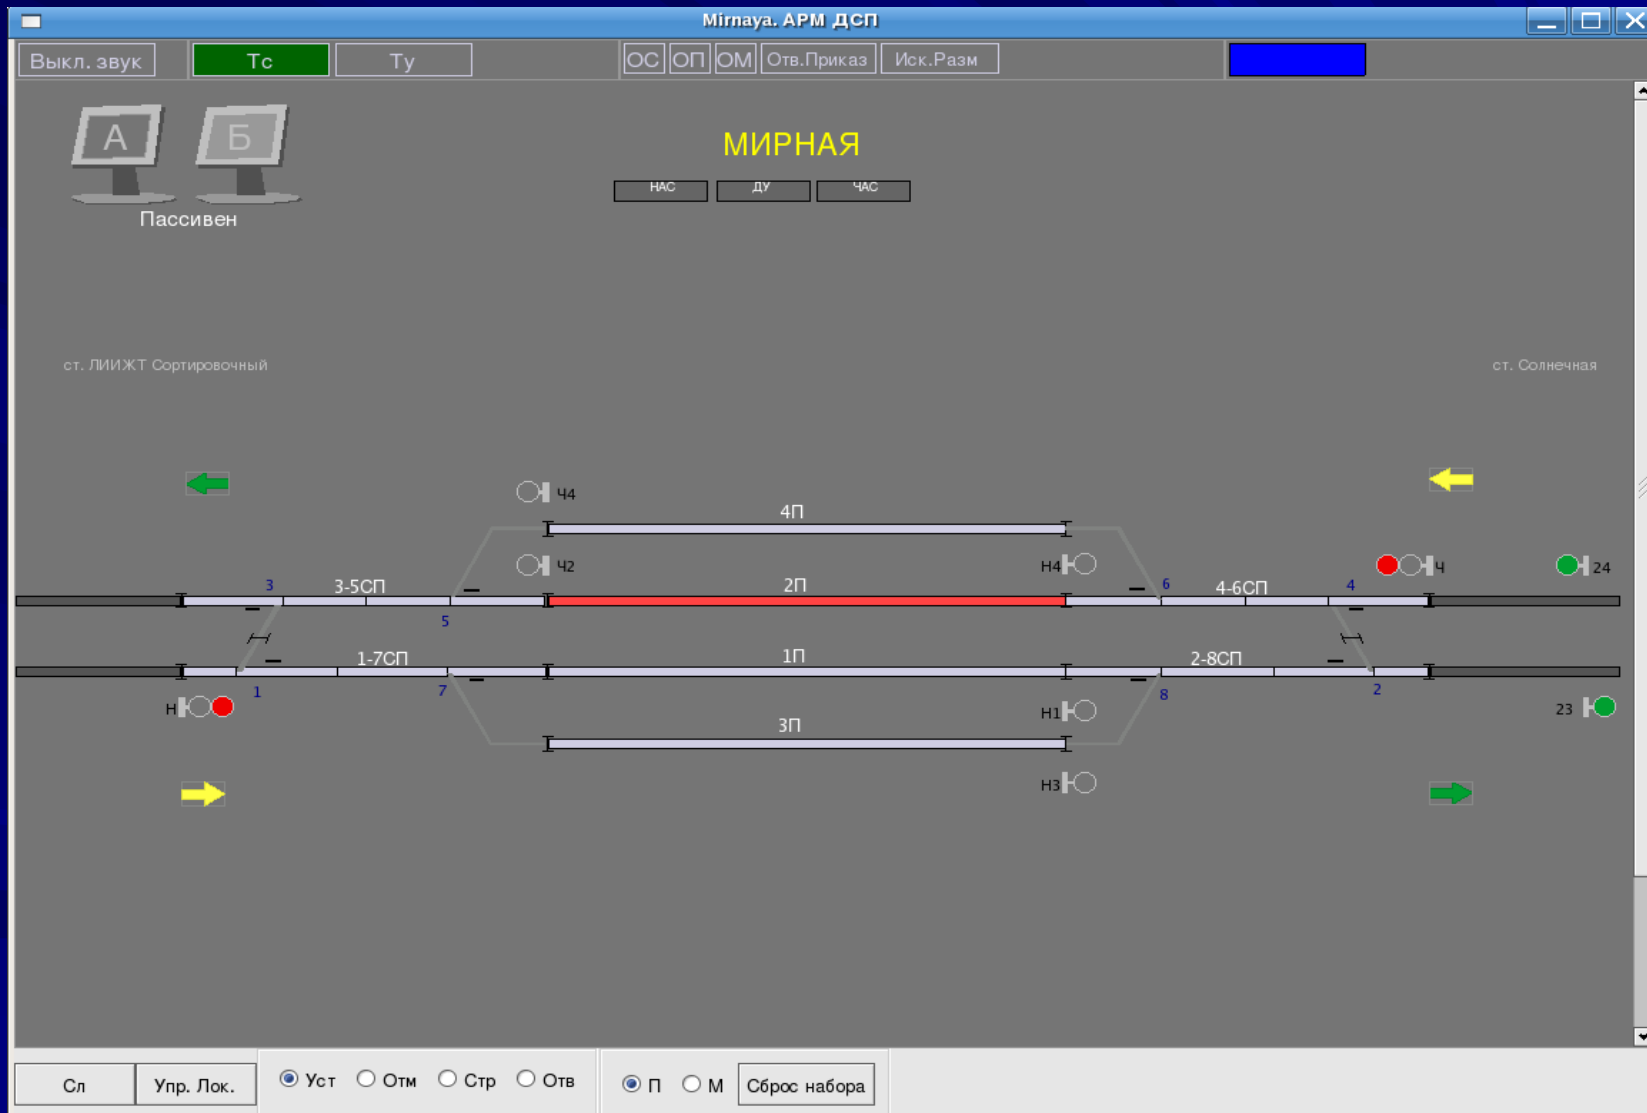 Mirnaya. АРМ ДСП
Выкл. звук Тс Ту ОС ОП ОМ Отв.Приказ Иск.Разм
А Б
МИРНАЯ
НАС ДУ ЧАС
Пассивен
ст. ЛИИЖТ Сортировочный ст. Солнечная
Ч4
4П
Ч2 Н4 Ч 24
3 3-5СП 2П 6 4-6СП 4
5
1-7СП 1П 2-8СП
1 7 8 2
Н Н1 23
3П
Н3
Сл Упр. Лок. Уст Отм Стр Отв П М Сброс набора